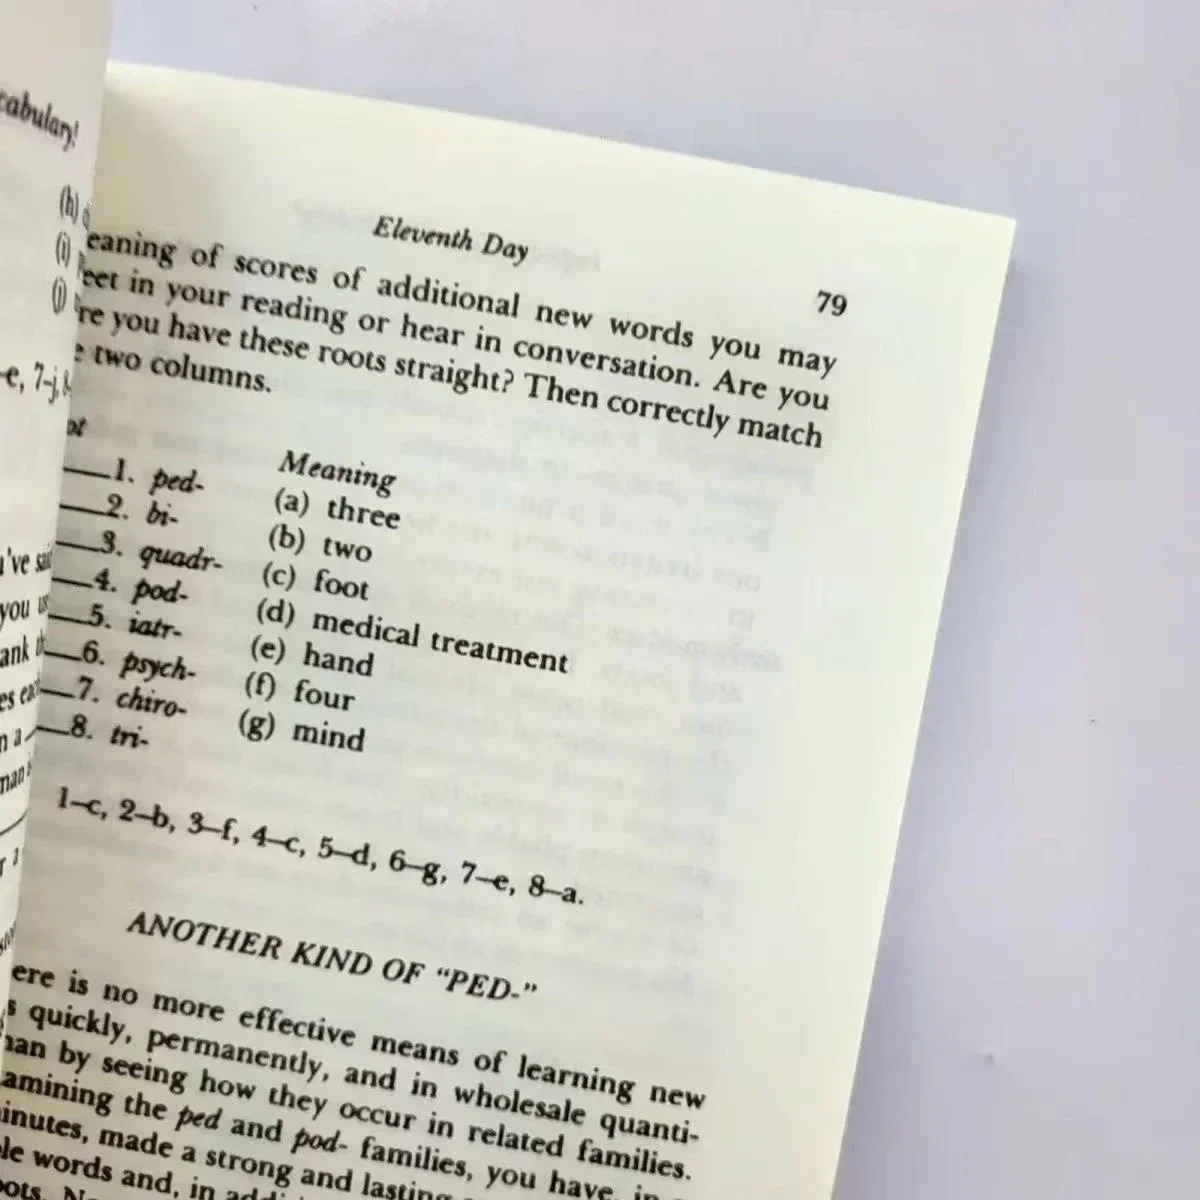 cabulary!
(h)
(i)
(j)
-e, 7-j,
Eleventh Day
79
eaning of scores of additional new words you may
eet in your reading or hear in conversation. Are you
re you have these roots straight? Then correctly match
e two columns.
ot
Meaning
1. ped-
(a) three
2. bi-
(b) two
3. quadr-
(c) foot
4. pod-
(d) medical treatment
5. iatr-
(e) hand
6. psych-
(f) four
7. chiro-
(g) mind
8. tri-
1–c, 2–b, 3–f, 4–c, 5–d, 6–g, 7–e, 8–a.
ANOTHER KIND OF “PED-”
ere is no more effective means of learning new
s quickly, permanently, and in wholesale quanti-
han by seeing how they occur in related families.
amining the ped and pod- families, you have, in
inutes, made a strong and lasting
le words and, in
oots.